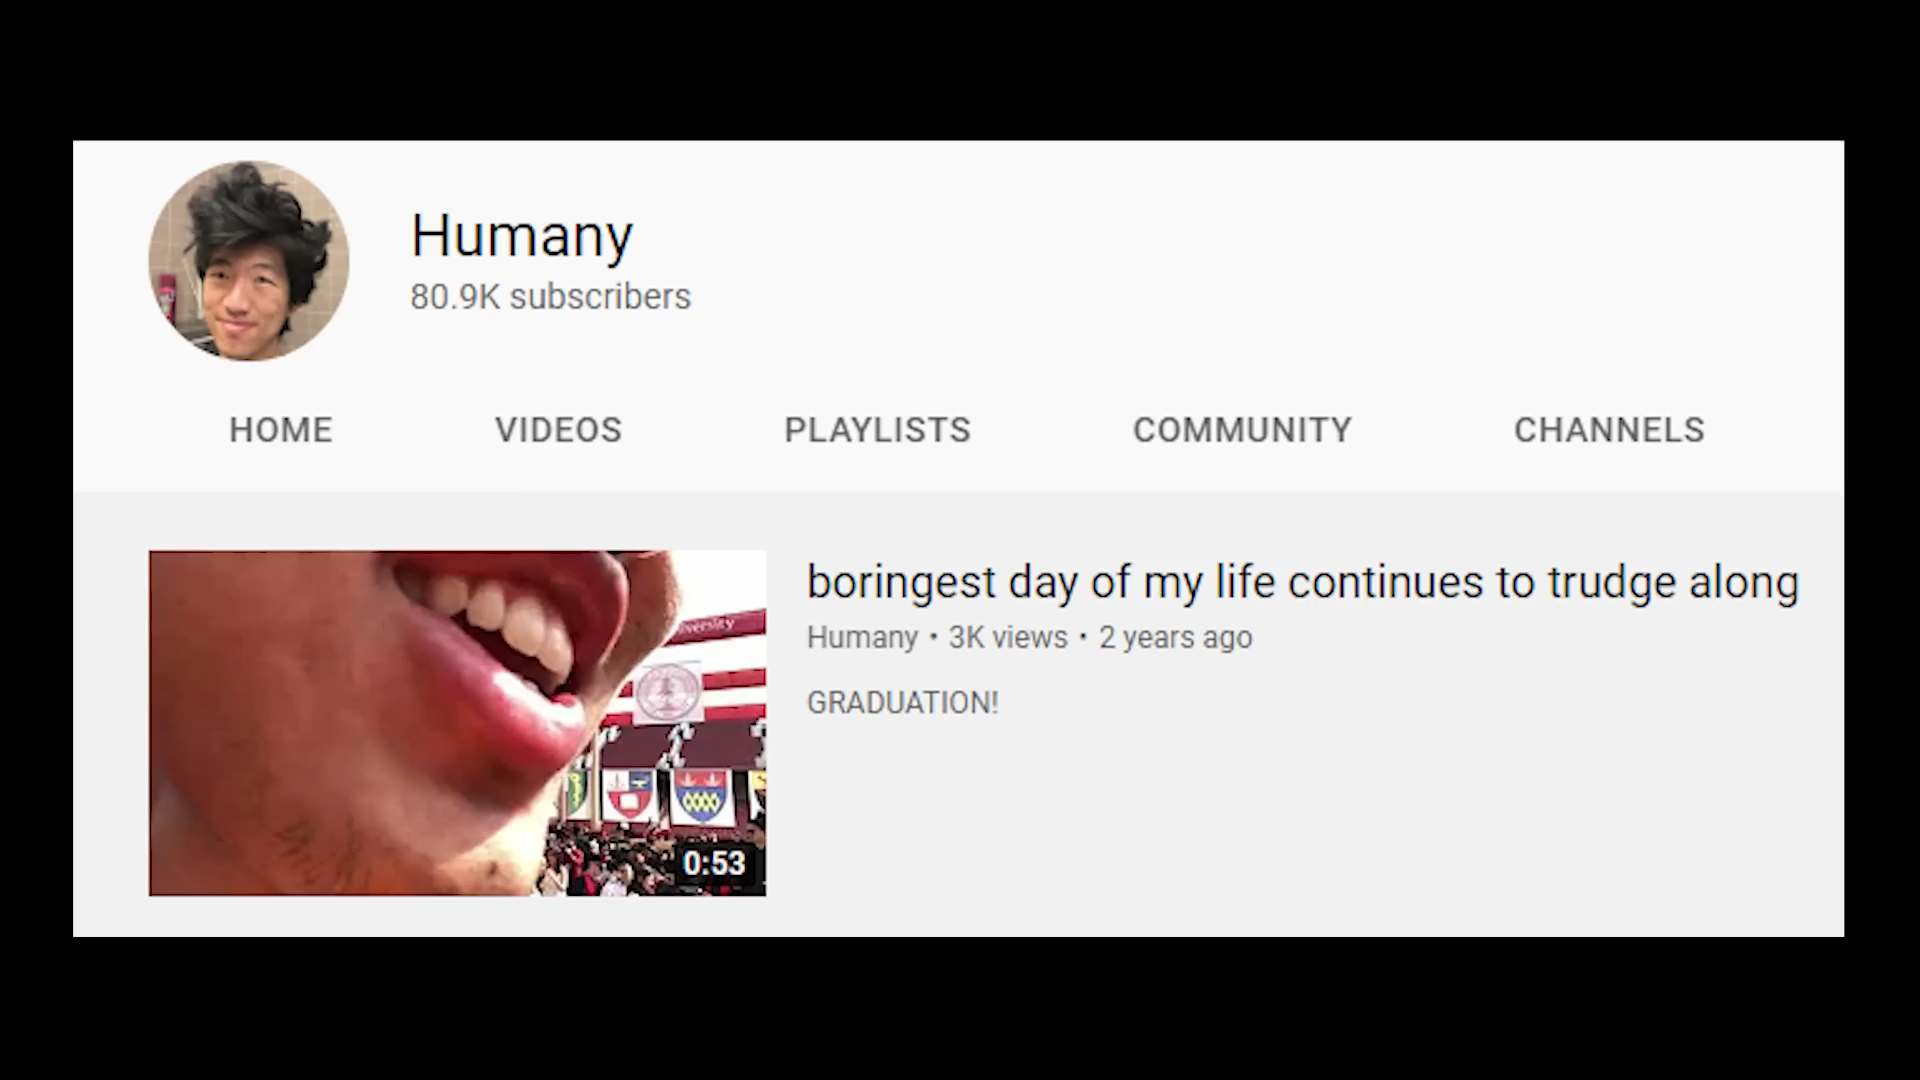 Humany
80.9K subscribers
HOME VIDEOS PLAYLISTS COMMUNITY CHANNELS
boringest day of my life continues to trudge along
Humany • 3K views • 2 years ago
GRADUATION!
0:53